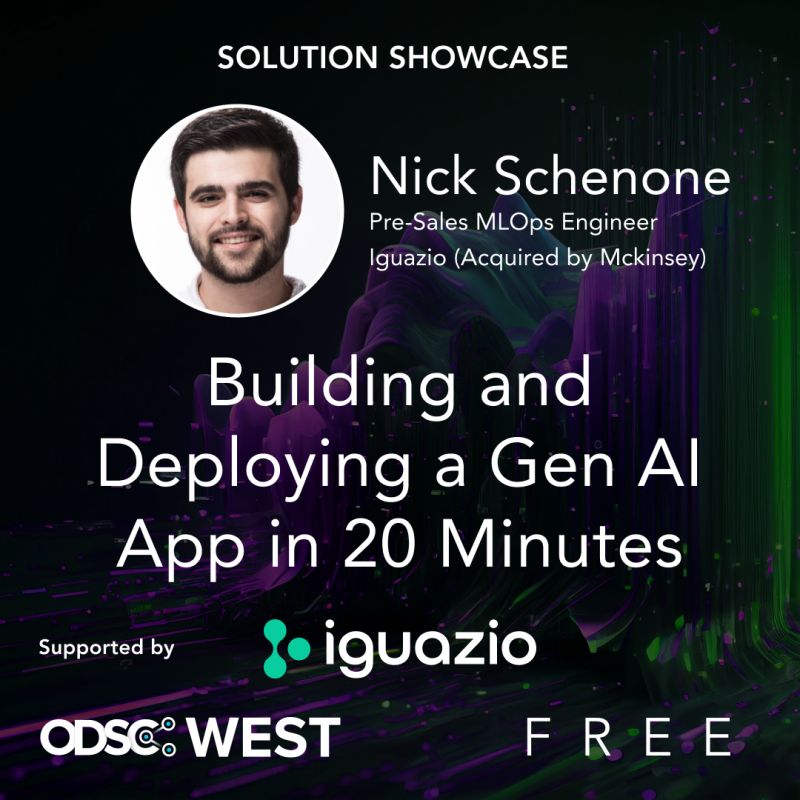 SOLUTION SHOWCASE
Nick Schenone
Pre-Sales MLOps Engineer
Iguazio (Acquired by Mckinsey)
Building and
Deploying a Gen AI
App in 20 Minutes
Supported by iguazio
ODSC WEST FREE